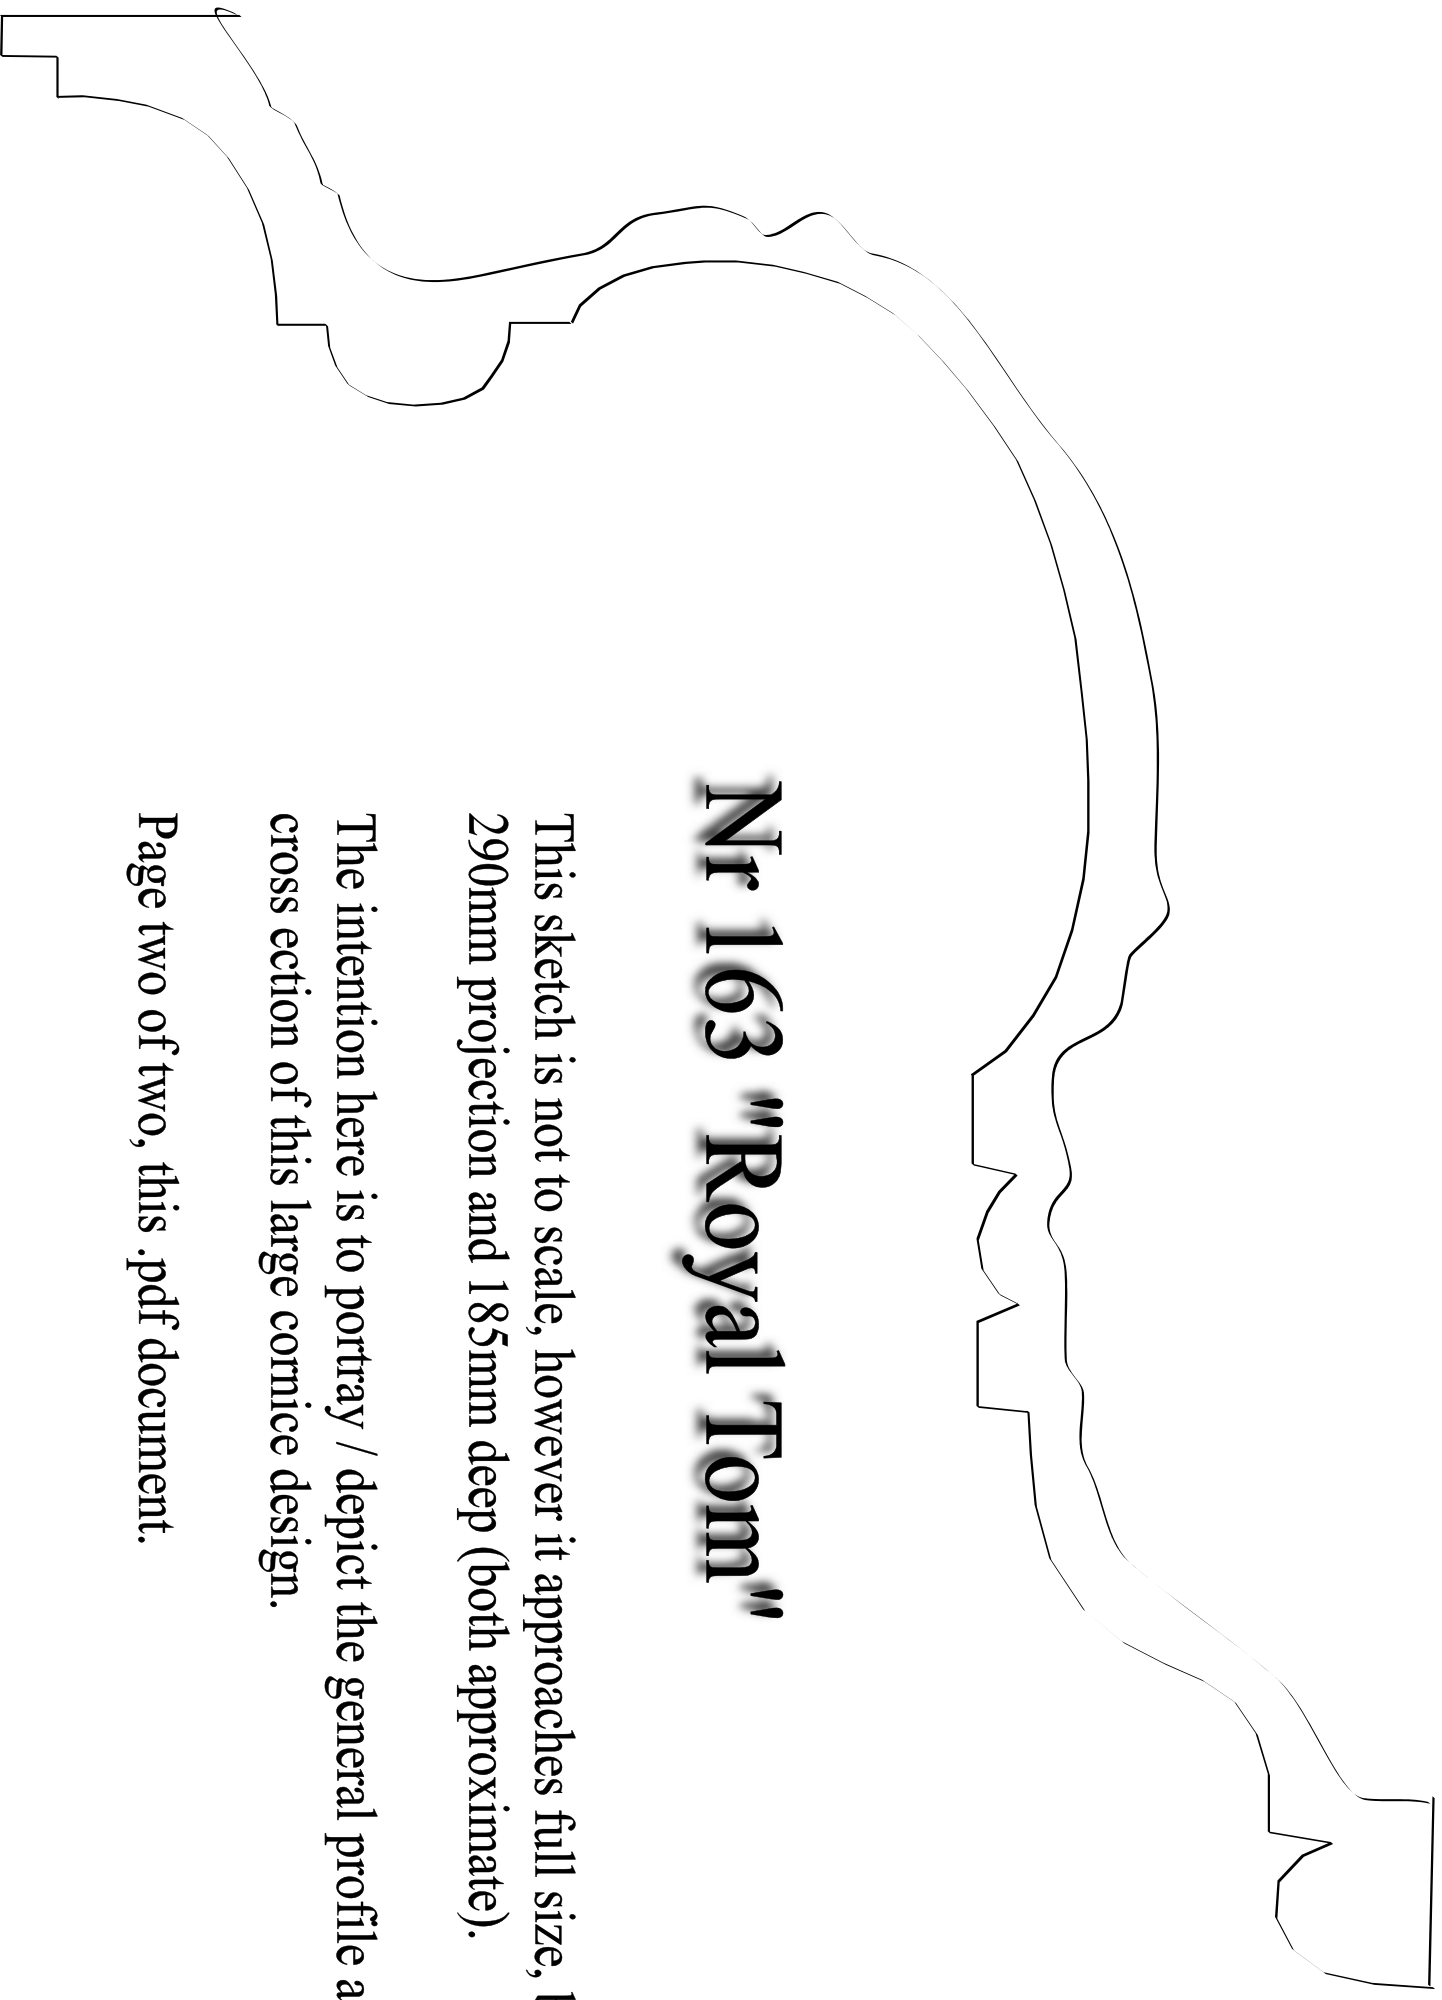 Nr 163 "Royal Tom"
This sketch is not to scale, however it approaches full size,
290mm projection and 185mm deep (both approximate).
The intention here is to portray / depict the general profile a
cross ection of this large cornice design.
Page two of two, this .pdf document.